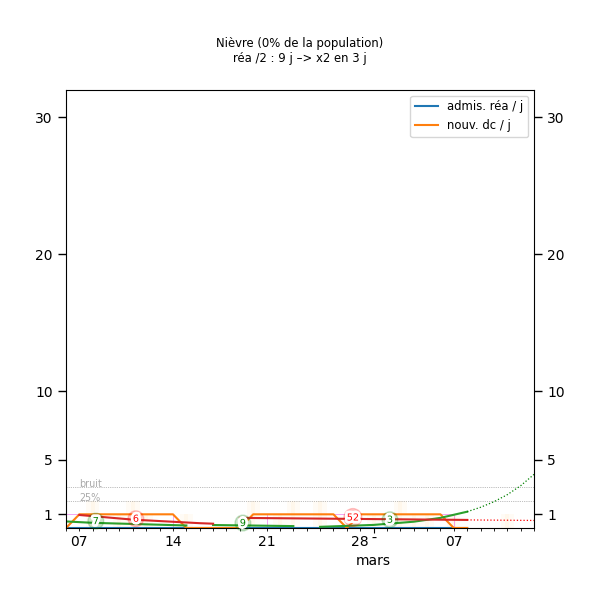 Nièvre (0% de la population)
réa /2 : 9 j –> x2 en 3 j
admis. réa / j
nouv. dc / j
30 30
20 20
10 10
5 5
bruit
25%
1 1
7 6 9 52 3
07 14 21 28 07
mars